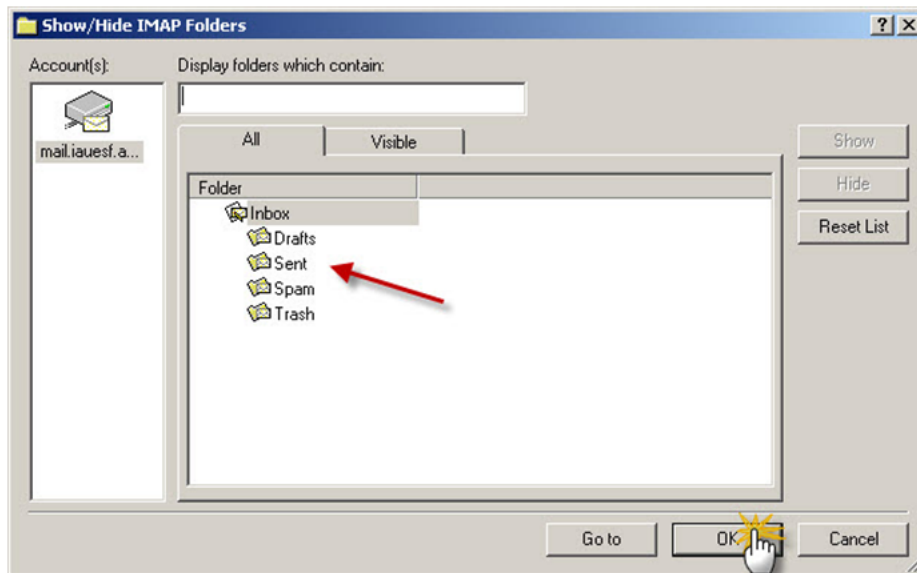 Show/Hide IMAP Folders
Account(s):
Display folders which contain:
mail.iauesf.a...
All
Visible
Show
Hide
Reset List
Folder
Inbox
Drafts
Sent
Spam
Trash
Go to
OK
Cancel